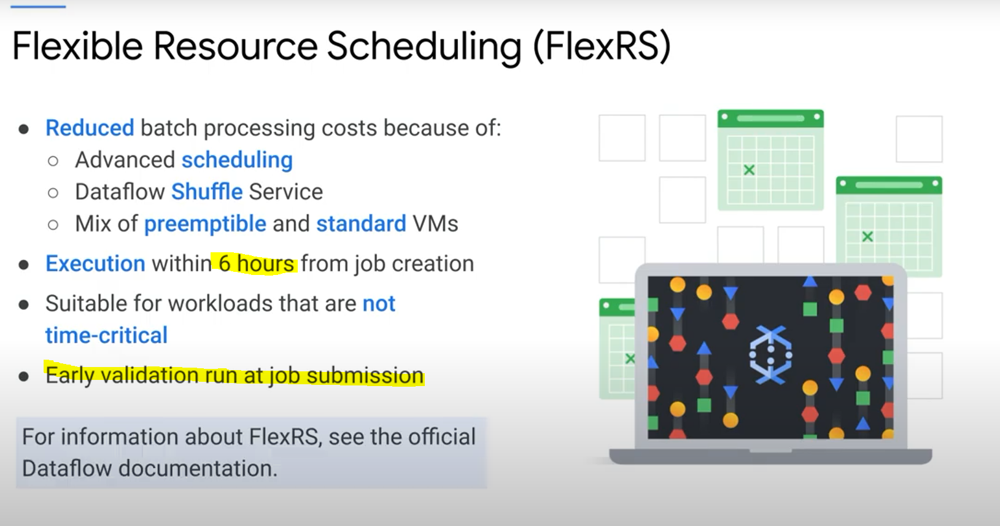 Flexible Resource Scheduling (FlexRS)
● Reduced batch processing costs because of:
○ Advanced scheduling
○ Dataflow Shuffle Service
○ Mix of preemptible and standard VMs
● Execution within 6 hours from job creation
● Suitable for workloads that are not
time-critical
● Early validation run at job submission
For information about FlexRS, see the official
Dataflow documentation.